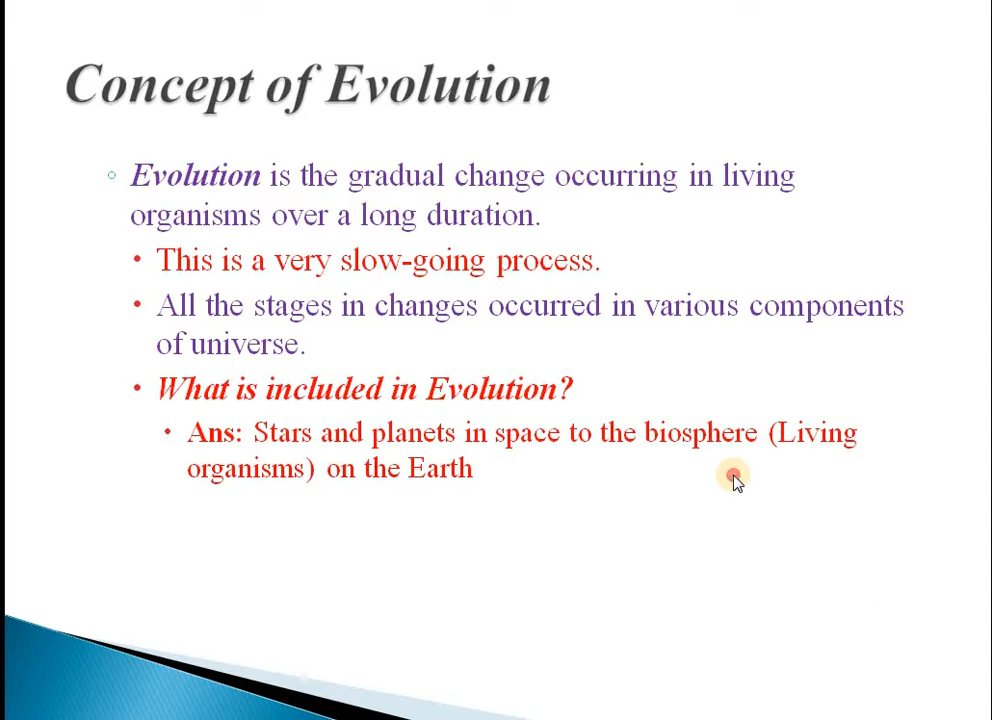 Concept of Evolution
Evolution is the gradual change occurring in living
organisms over a long duration.
This is a very slow-going process.
All the stages in changes occurred in various components
of universe.
What is included in Evolution?
Ans: Stars and planets in space to the biosphere (Living
organisms) on the Earth